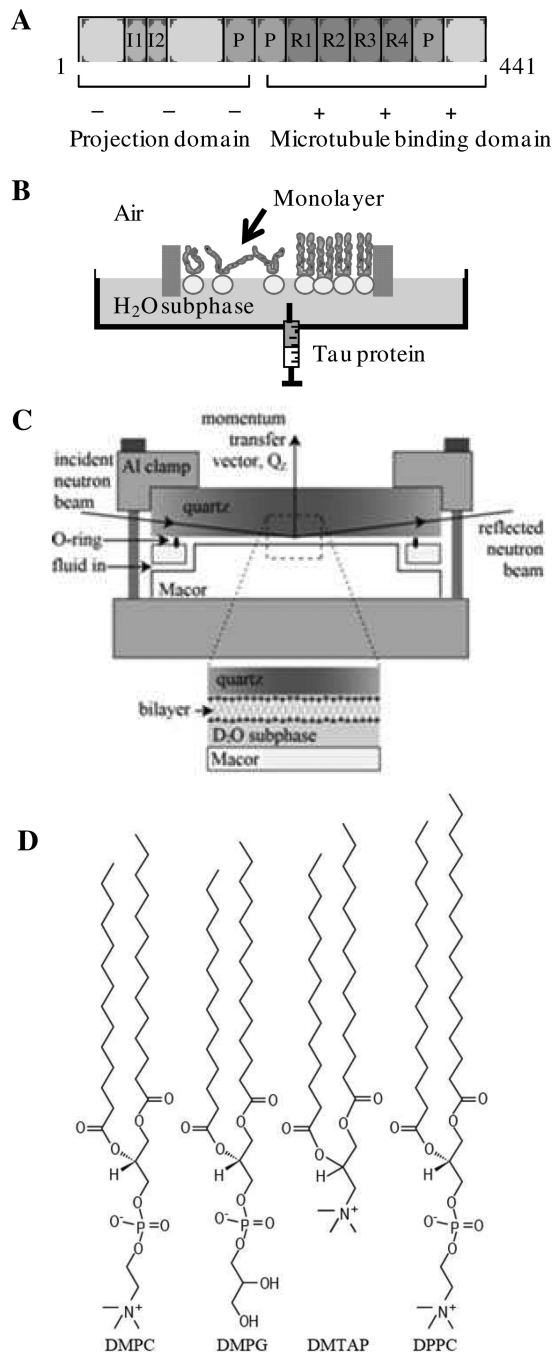 A
I1 I2 P P R1 R2 R3 R4 P
1 441
− − − + + +
Projection domain Microtubule binding domain
B
Air
Monolayer
H₂O subphase
Tau protein
C
momentum
transfer
vector, Qz
incident
neutron
beam
Al clamp
quartz
O-ring
fluid in
Macor
reflected
neutron
beam
quartz
bilayer
D₂O subphase
Macor
D
O O O O
O O O O
O O O O
O O O O
H H H H
O O O
O⁻ P O O⁻ P O N⁺ O⁻ P O
O O O
OH
N⁺ OH N⁺
DMPC DMPG DMTAP DPPC